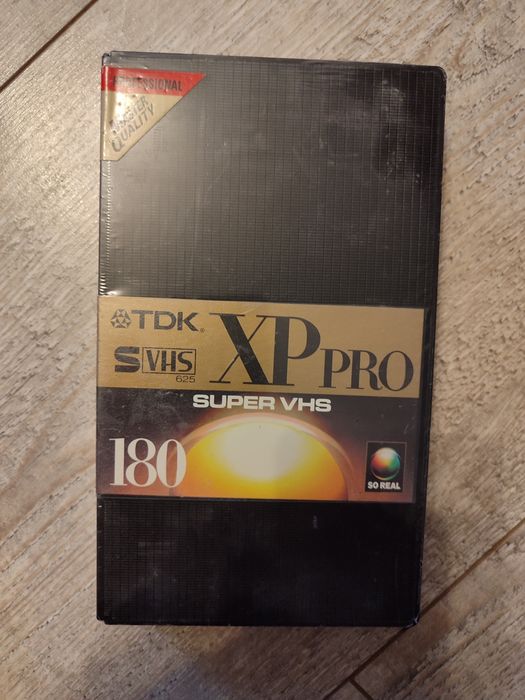 PROFESSIONAL
MASTER
QUALITY
TDK®
XP PRO
S VHS
625
SUPER VHS
180
SO REAL